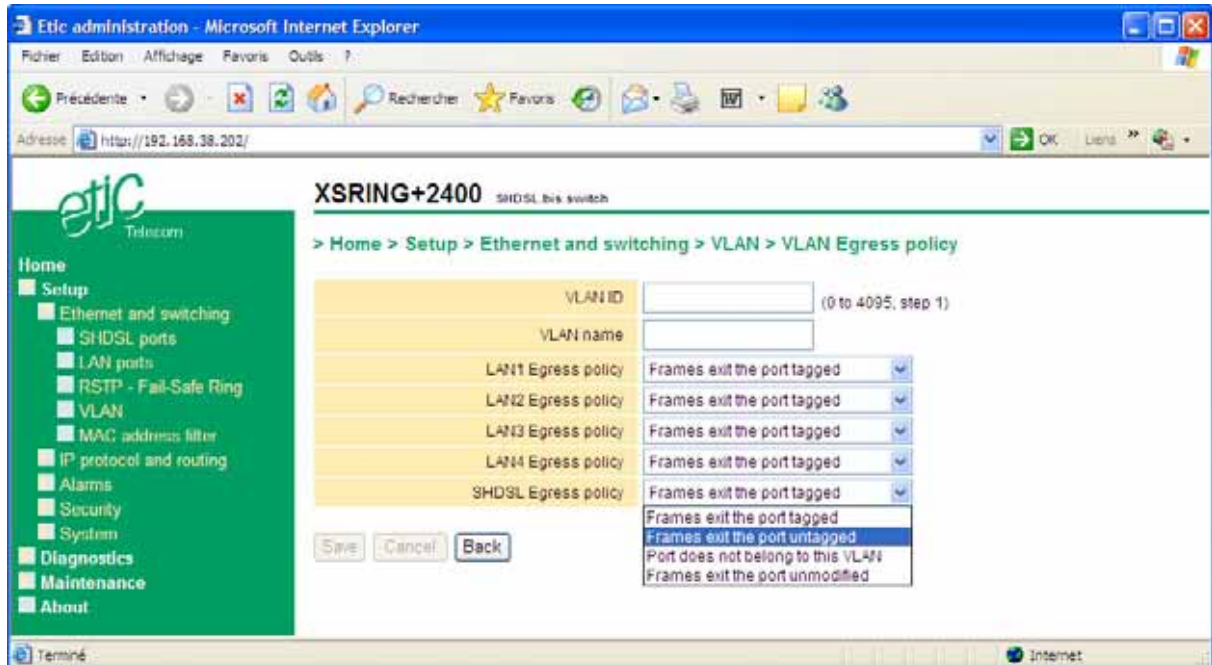 Etic administration - Microsoft Internet Explorer
Fichier Edition Affichage Favoris Outils ?
Précédente Rechercher Favoris
Adresse http://192.168.38.202/ OK Liens »
etic
Telecom
XSRING+2400 SHDSL bis switch
> Home > Setup > Ethernet and switching > VLAN > VLAN Egress policy
Home
Setup
Ethernet and switching
SHDSL ports
LAN ports
RSTP - Fail-Safe Ring
VLAN
MAC address filter
IP protocol and routing
Alarms
Security
System
Diagnostics
Maintenance
About
VLAN ID (0 to 4095, step 1)
VLAN name
LAN1 Egress policy Frames exit the port tagged
LAN2 Egress policy Frames exit the port tagged
LAN3 Egress policy Frames exit the port tagged
LAN4 Egress policy Frames exit the port tagged
SHDSL Egress policy Frames exit the port tagged
Frames exit the port tagged
Frames exit the port untagged
Port does not belong to this VLAN
Frames exit the port unmodified
Save Cancel Back
Terminé Internet